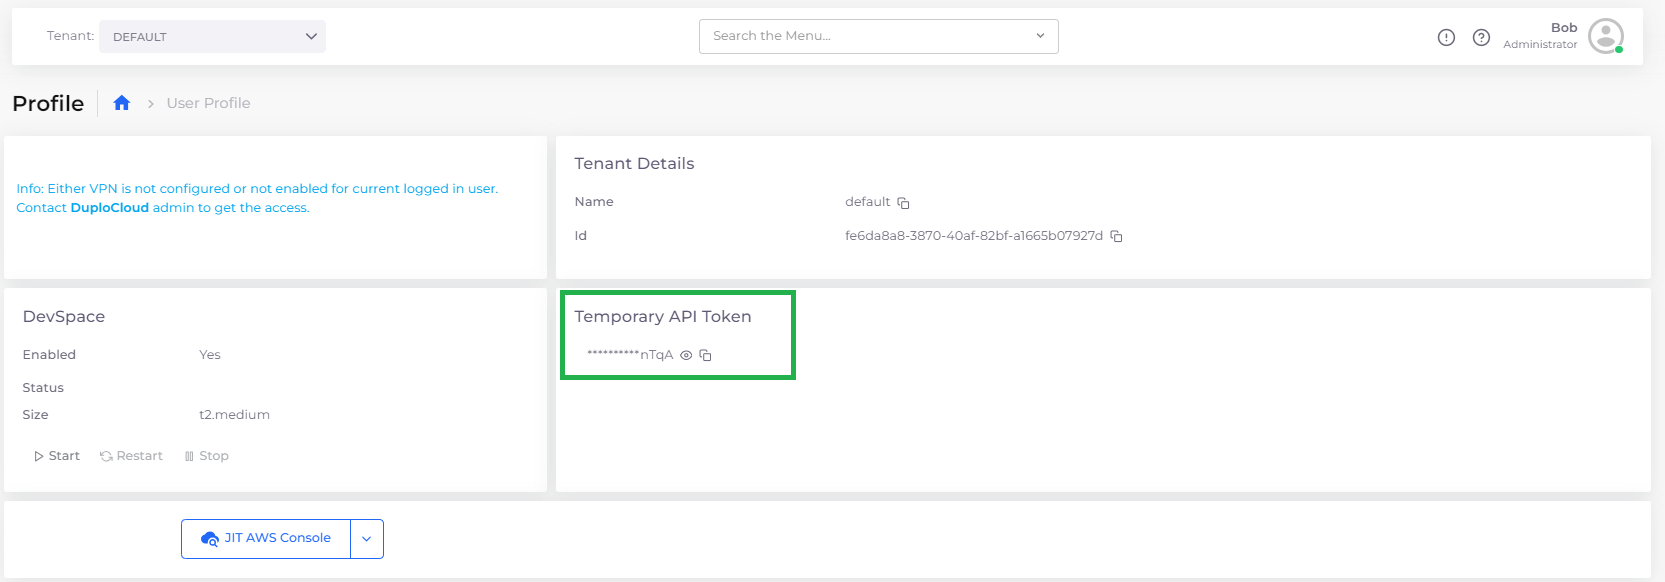 Tenant: DEFAULT
Search the Menu...
Bob
Administrator
Profile
User Profile
Info: Either VPN is not configured or not enabled for current logged in user.
Contact DuploCloud admin to get the access.
Tenant Details
Name default
Id fe6da8a8-3870-40af-82bf-a1665b07927d
DevSpace
Enabled Yes
Status
Size t2.medium
Start Restart Stop
Temporary API Token
**********nTqA
JIT AWS Console